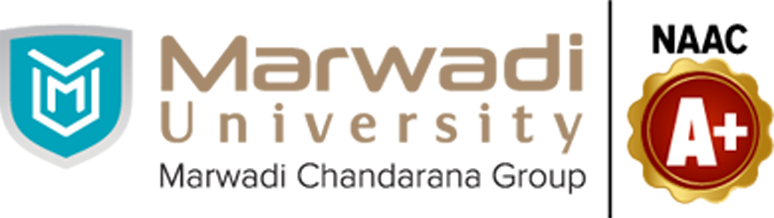 Marwadi
University
Marwadi Chandarana Group
NAAC
A+